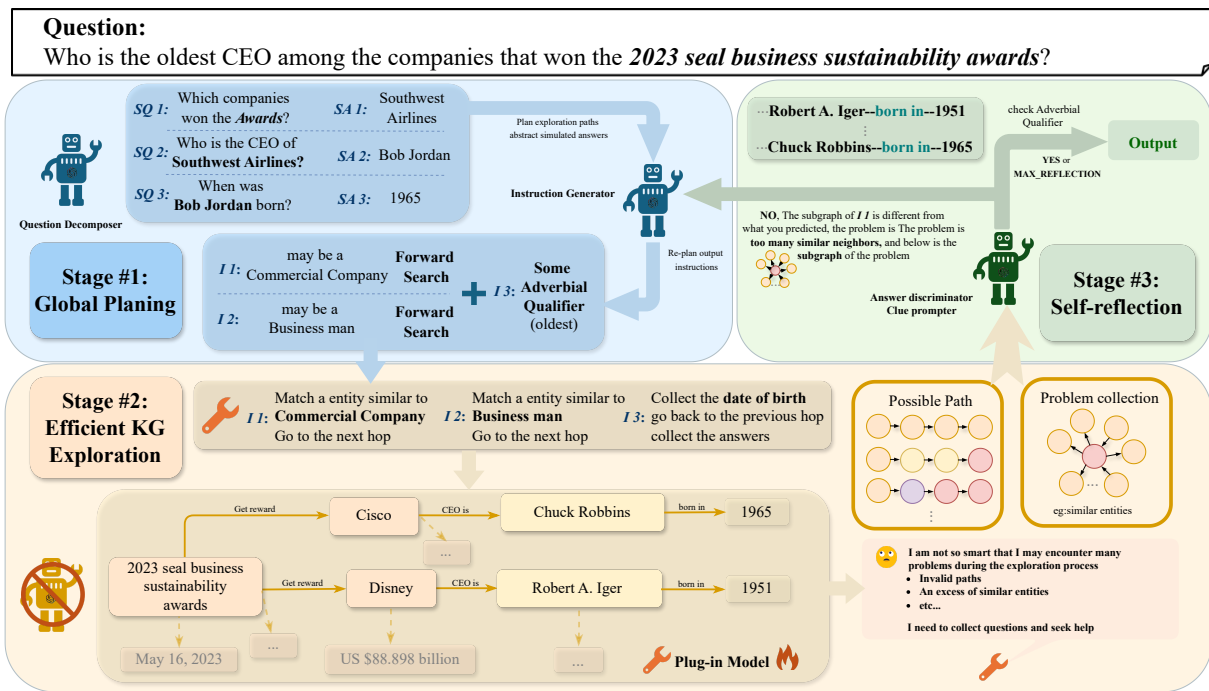 Question:
Who is the oldest CEO among the companies that won the 2023 seal business sustainability awards?
SQ 1:
Which companies
won the Awards?
SA 1:
Southwest
Airlines
SQ 2:
Who is the CEO of
Southwest Airlines?
SA 2:
Bob Jordan
SQ 3:
When was
Bob Jordan born?
SA 3:
1965
Question Decomposer
Plan exploration paths
abstract simulated answers
Instruction Generator
Re-plan output
instructions
Stage #1:
Global Planing
I 1:
may be a
Commercial Company
Forward
Search
I 2:
may be a
Business man
Forward
Search
I 3:
Some
Adverbial
Qualifier
(oldest)
···Robert A. Iger--born in--1951
⋮
···Chuck Robbins--born in--1965
check Adverbial
Qualifier
Output
YES or
MAX_REFLECTION
NO, The subgraph of I 1 is different from
what you predicted, the problem is The problem is
too many similar neighbors, and below is the
subgraph of the problem
Answer discriminator
Clue prompter
Stage #3:
Self-reflection
Stage #2:
Efficient KG
Exploration
I 1:
Match a entity similar to
Commercial Company
Go to the next hop
I 2:
Match a entity similar to
Business man
Go to the next hop
I 3:
Collect the date of birth
go back to the previous hop
collect the answers
Possible Path
⋮
Problem collection
...
eg:similar entities
2023 seal business
sustainability
awards
Get reward
Cisco
CEO is
Chuck Robbins
born in
1965
...
Get reward
Disney
CEO is
Robert A. Iger
born in
1951
May 16, 2023
...
US $88.898 billion
...
Plug-in Model
I am not so smart that I may encounter many
problems during the exploration process
• Invalid paths
• An excess of similar entities
• etc...
I need to collect questions and seek help